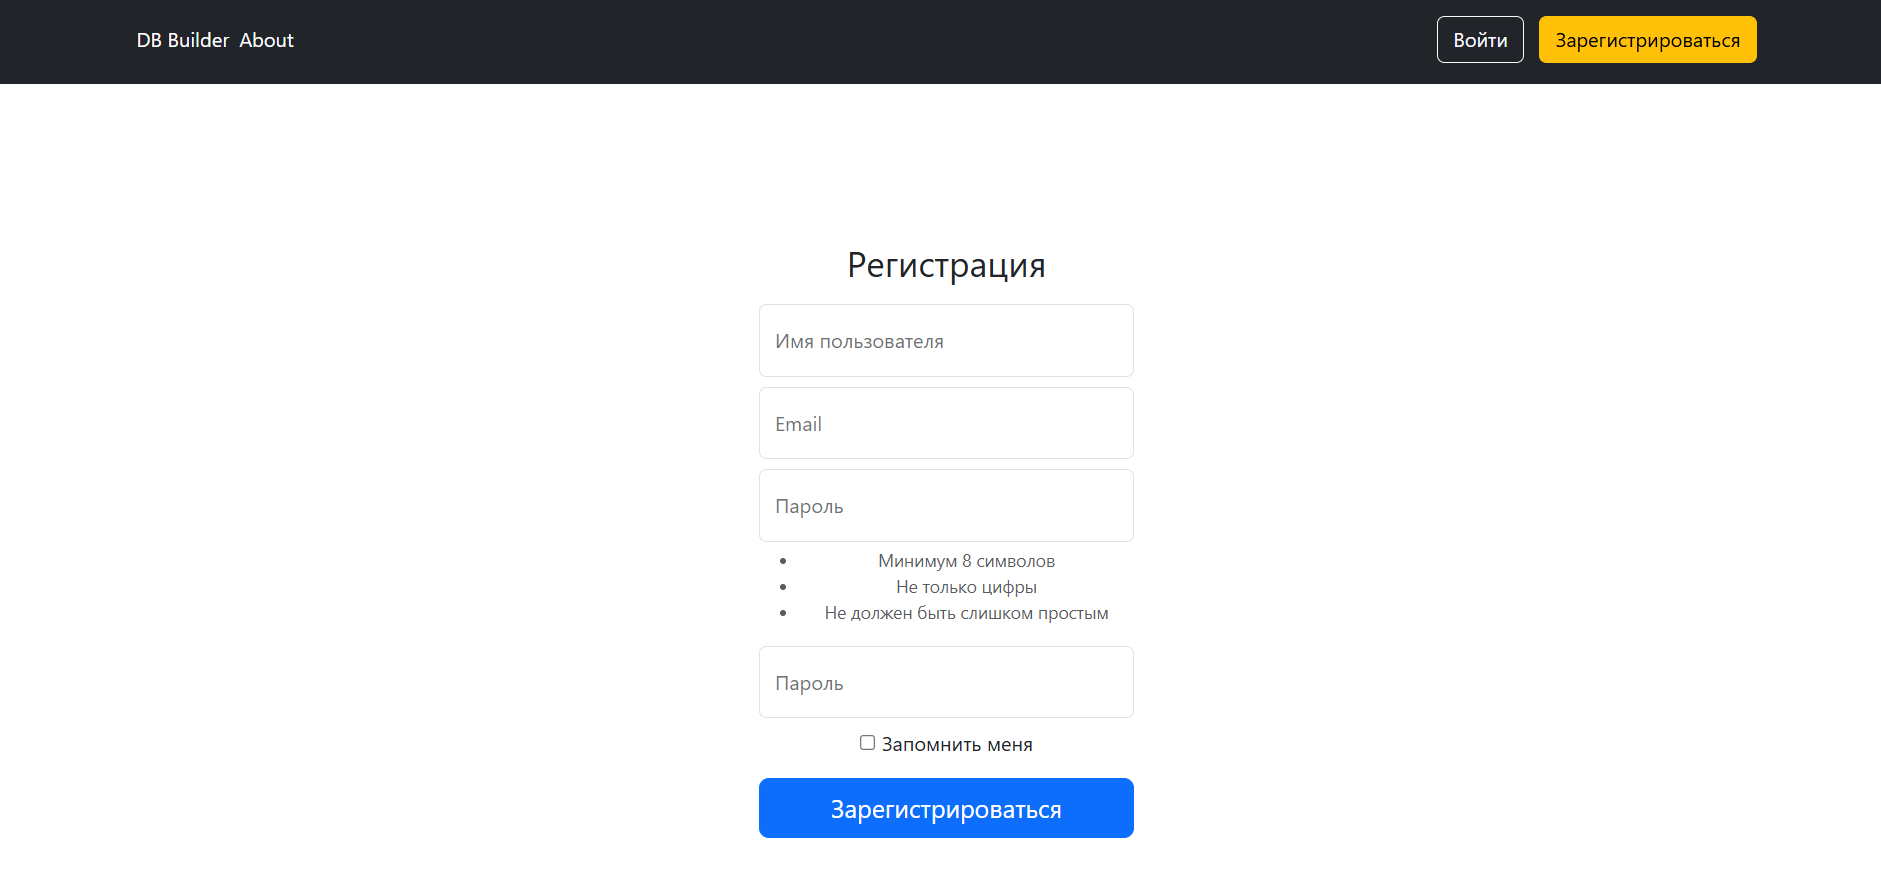 DB Builder About Войти Зарегистрироваться
Регистрация
Имя пользователя
Email
Пароль
Минимум 8 символов
Не только цифры
Не должен быть слишком простым
Пароль
Запомнить меня
Зарегистрироваться